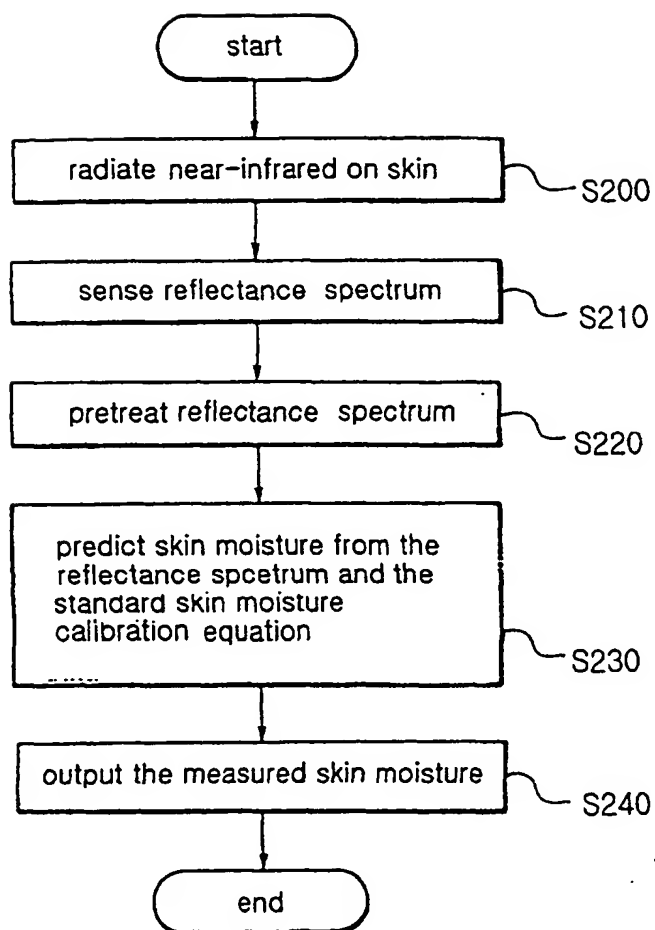 start
radiate near-infrared on skin
S200
sense reflectance spectrum
S210
pretreat reflectance spectrum
S220
predict skin moisture from the
reflectance spcetrum and the
standard skin moisture
calibration equation
S230
output the measured skin moisture
S240
end